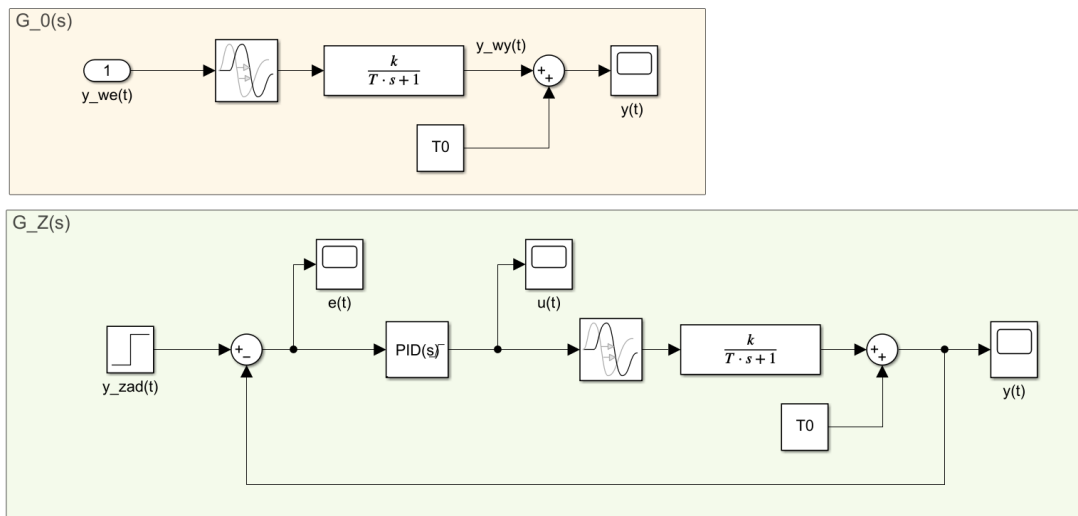 G_0(s)
1
y_we(t)
k
T · s + 1
y_wy(t)
+
+
T0
y(t)
G_Z(s)
y_zad(t)
+
−
e(t)
PID(s)
u(t)
k
T · s + 1
+
+
T0
y(t)